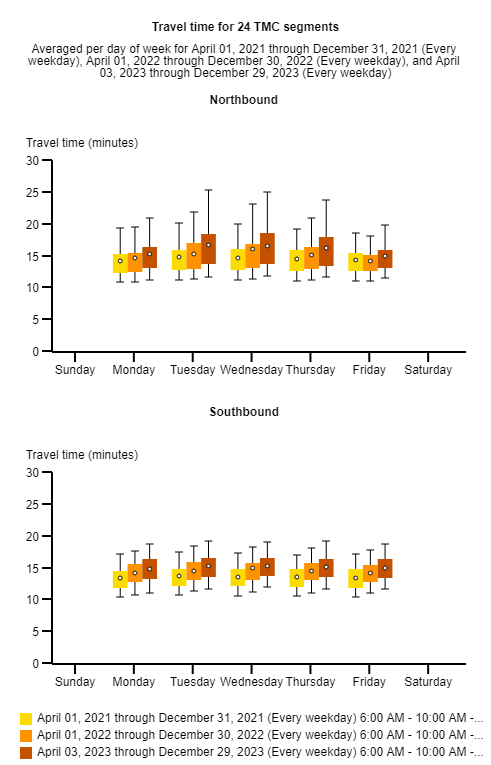 Travel time for 24 TMC segments
Averaged per day of week for April 01, 2021 through December 31, 2021 (Every
weekday), April 01, 2022 through December 30, 2022 (Every weekday), and April
03, 2023 through December 29, 2023 (Every weekday)
Northbound
Travel time (minutes)
30
25
20
15
10
5
0
Sunday Monday Tuesday Wednesday Thursday Friday Saturday
Southbound
Travel time (minutes)
30
25
20
15
10
5
0
Sunday Monday Tuesday Wednesday Thursday Friday Saturday
April 01, 2021 through December 31, 2021 (Every weekday) 6:00 AM - 10:00 AM -...
April 01, 2022 through December 30, 2022 (Every weekday) 6:00 AM - 10:00 AM -...
April 03, 2023 through December 29, 2023 (Every weekday) 6:00 AM - 10:00 AM -...